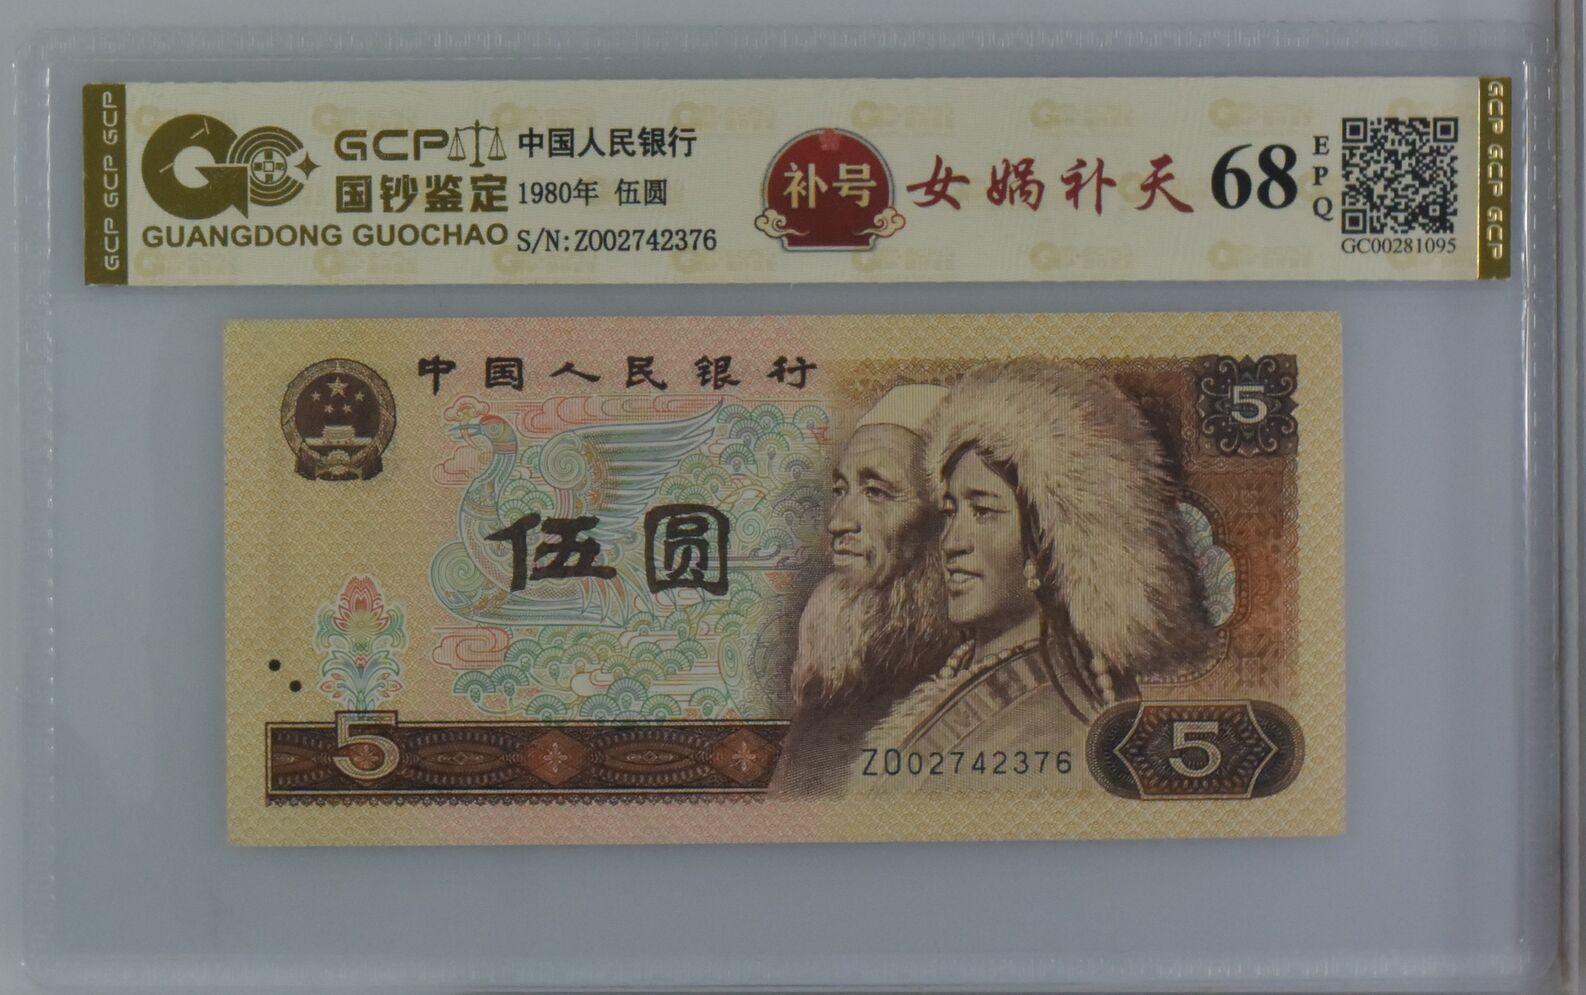 GCP GCP GCP
GCP
国钞鉴定
GUANGDONG GUOCHAO
中国人民银行
1980年 伍圆
S/N:ZO02742376
补号
女娲补天
68
EPQ
GC00281095
GCP GCP GCP
中国人民银行
5
伍圆
5
ZO02742376
5